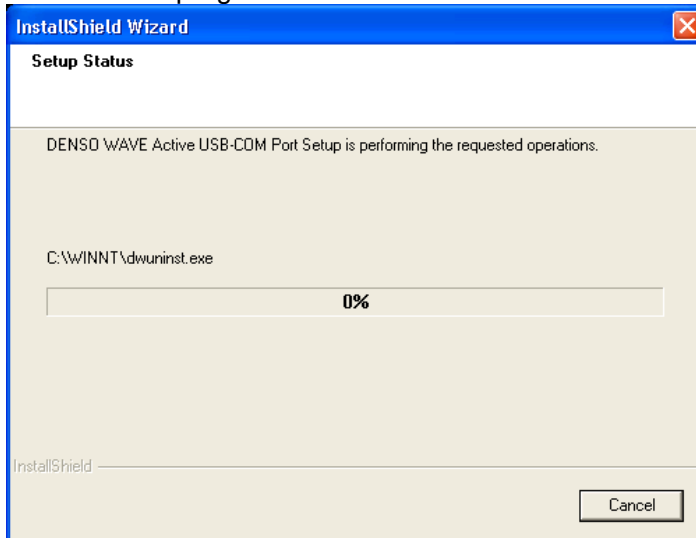 InstallShield Wizard
Setup Status
DENSO WAVE Active USB-COM Port Setup is performing the requested operations.
C:\WINNT\dwuninst.exe
0%
InstallShield
Cancel